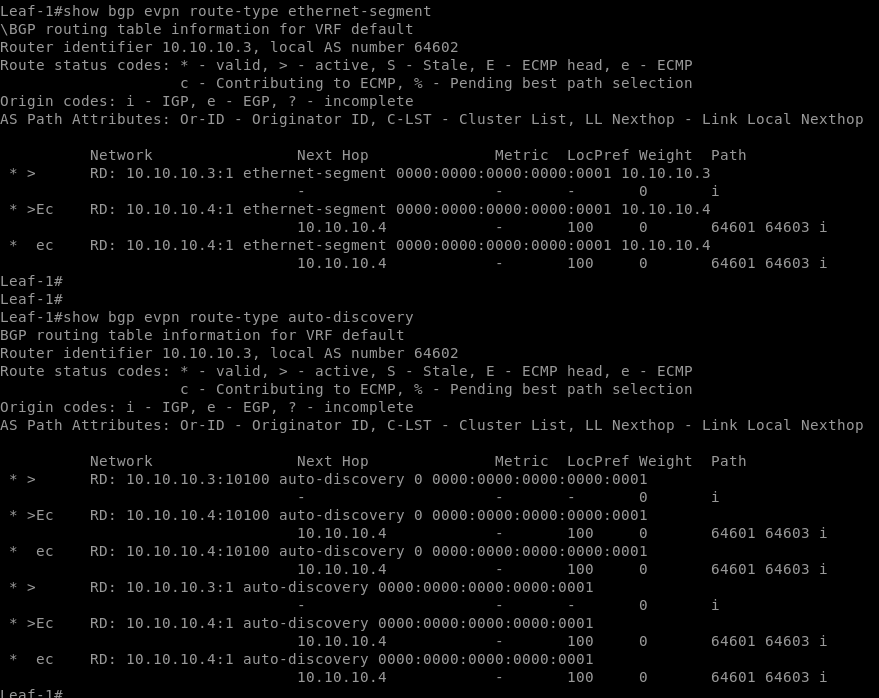 Leaf-1#show bgp evpn route-type ethernet-segment
\BGP routing table information for VRF default
Router identifier 10.10.10.3, local AS number 64602
Route status codes: * - valid, > - active, S - Stale, E - ECMP head, e - ECMP
                    c - Contributing to ECMP, % - Pending best path selection
Origin codes: i - IGP, e - EGP, ? - incomplete
AS Path Attributes: Or-ID - Originator ID, C-LST - Cluster List, LL Nexthop - Link Local Nexthop

          Network                Next Hop              Metric  LocPref Weight  Path
 * >      RD: 10.10.10.3:1 ethernet-segment 0000:0000:0000:0000:0001 10.10.10.3
                                 -                     -       -       0       i
 * >Ec    RD: 10.10.10.4:1 ethernet-segment 0000:0000:0000:0000:0001 10.10.10.4
                                 10.10.10.4            -       100     0       64601 64603 i
 *  ec    RD: 10.10.10.4:1 ethernet-segment 0000:0000:0000:0000:0001 10.10.10.4
                                 10.10.10.4            -       100     0       64601 64603 i
Leaf-1#
Leaf-1#
Leaf-1#show bgp evpn route-type auto-discovery
BGP routing table information for VRF default
Router identifier 10.10.10.3, local AS number 64602
Route status codes: * - valid, > - active, S - Stale, E - ECMP head, e - ECMP
                    c - Contributing to ECMP, % - Pending best path selection
Origin codes: i - IGP, e - EGP, ? - incomplete
AS Path Attributes: Or-ID - Originator ID, C-LST - Cluster List, LL Nexthop - Link Local Nexthop

          Network                Next Hop              Metric  LocPref Weight  Path
 * >      RD: 10.10.10.3:10100 auto-discovery 0 0000:0000:0000:0000:0001
                                 -                     -       -       0       i
 * >Ec    RD: 10.10.10.4:10100 auto-discovery 0 0000:0000:0000:0000:0001
                                 10.10.10.4            -       100     0       64601 64603 i
 *  ec    RD: 10.10.10.4:10100 auto-discovery 0 0000:0000:0000:0000:0001
                                 10.10.10.4            -       100     0       64601 64603 i
 * >      RD: 10.10.10.3:1 auto-discovery 0000:0000:0000:0000:0001
                                 -                     -       -       0       i
 * >Ec    RD: 10.10.10.4:1 auto-discovery 0000:0000:0000:0000:0001
                                 10.10.10.4            -       100     0       64601 64603 i
 *  ec    RD: 10.10.10.4:1 auto-discovery 0000:0000:0000:0000:0001
                                 10.10.10.4            -       100     0       64601 64603 i
Leaf-1#